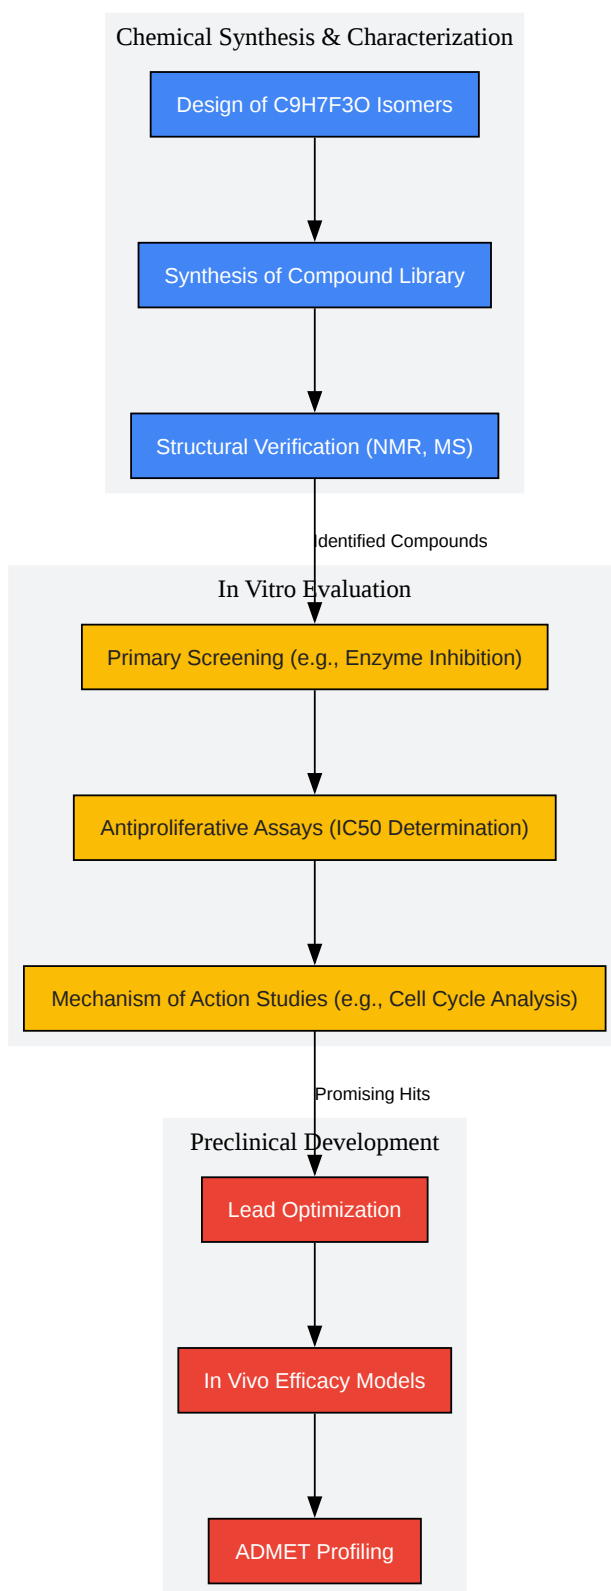 Chemical Synthesis & Characterization
Design of C9H7F3O Isomers
Synthesis of Compound Library
Structural Verification (NMR, MS)
Identified Compounds
In Vitro Evaluation
Primary Screening (e.g., Enzyme Inhibition)
Antiproliferative Assays (IC50 Determination)
Mechanism of Action Studies (e.g., Cell Cycle Analysis)
Promising Hits
Preclinical Development
Lead Optimization
In Vivo Efficacy Models
ADMET Profiling